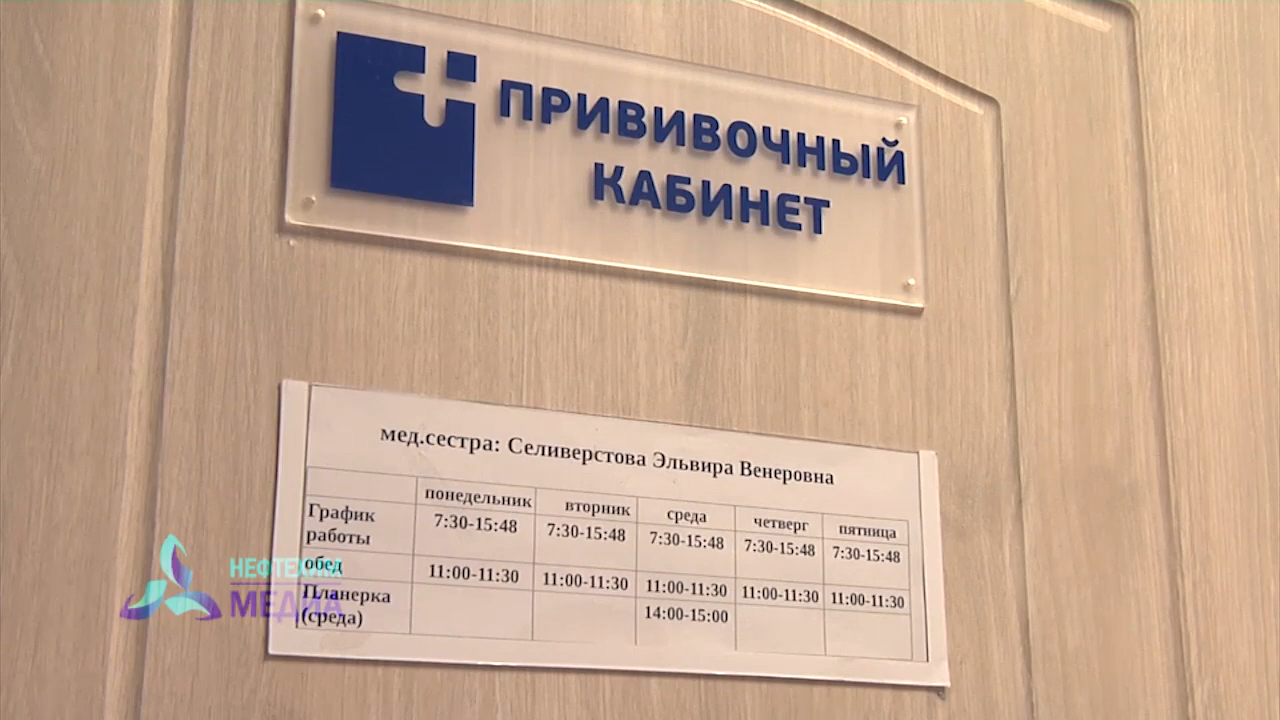 ПРИВИВОЧНЫЙ
КАБИНЕТ
мед.сестра: Селиверстова Эльвира Венеровна
понедельник вторник среда четверг пятница
График работы 7:30-15:48 7:30-15:48 7:30-15:48 7:30-15:48 7:30-15:48
обед 11:00-11:30 11:00-11:30 11:00-11:30 11:00-11:30 11:00-11:30
Планерка (среда) 14:00-15:00
НЕФТЕХИМ
МЕДИА